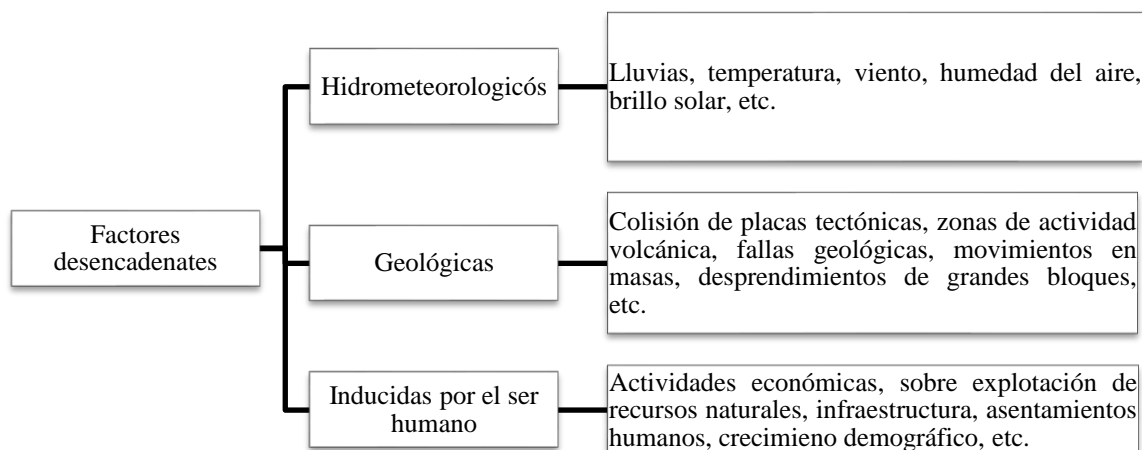 Factores
desencadenates
Hidrometeorologicós
Lluvias, temperatura, viento, humedad del aire,
brillo solar, etc.
Geológicas
Colisión de placas tectónicas, zonas de actividad
volcánica, fallas geológicas, movimientos en
masas, desprendimientos de grandes bloques,
etc.
Inducidas por el ser
humano
Actividades económicas, sobre explotación de
recursos naturales, infraestructura, asentamientos
humanos, crecimieno demográfico, etc.